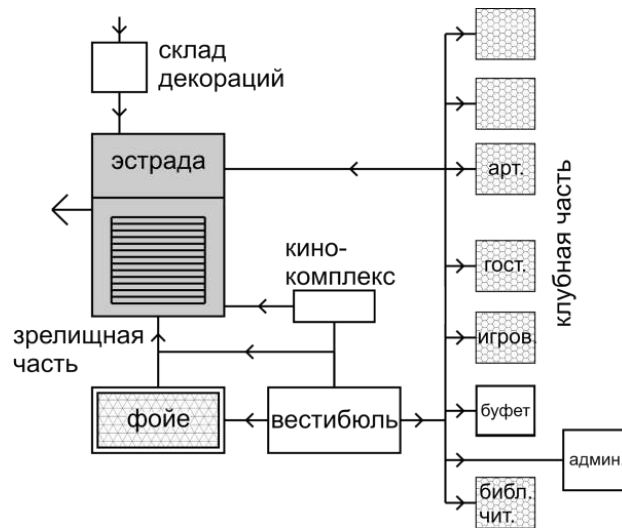 склад
декораций
эстрада
арт.
клубная часть
кино-
комплекс
гост.
зрелищная
часть
игров.
фойе
вестибюль
буфет
админ.
библ.
чит.